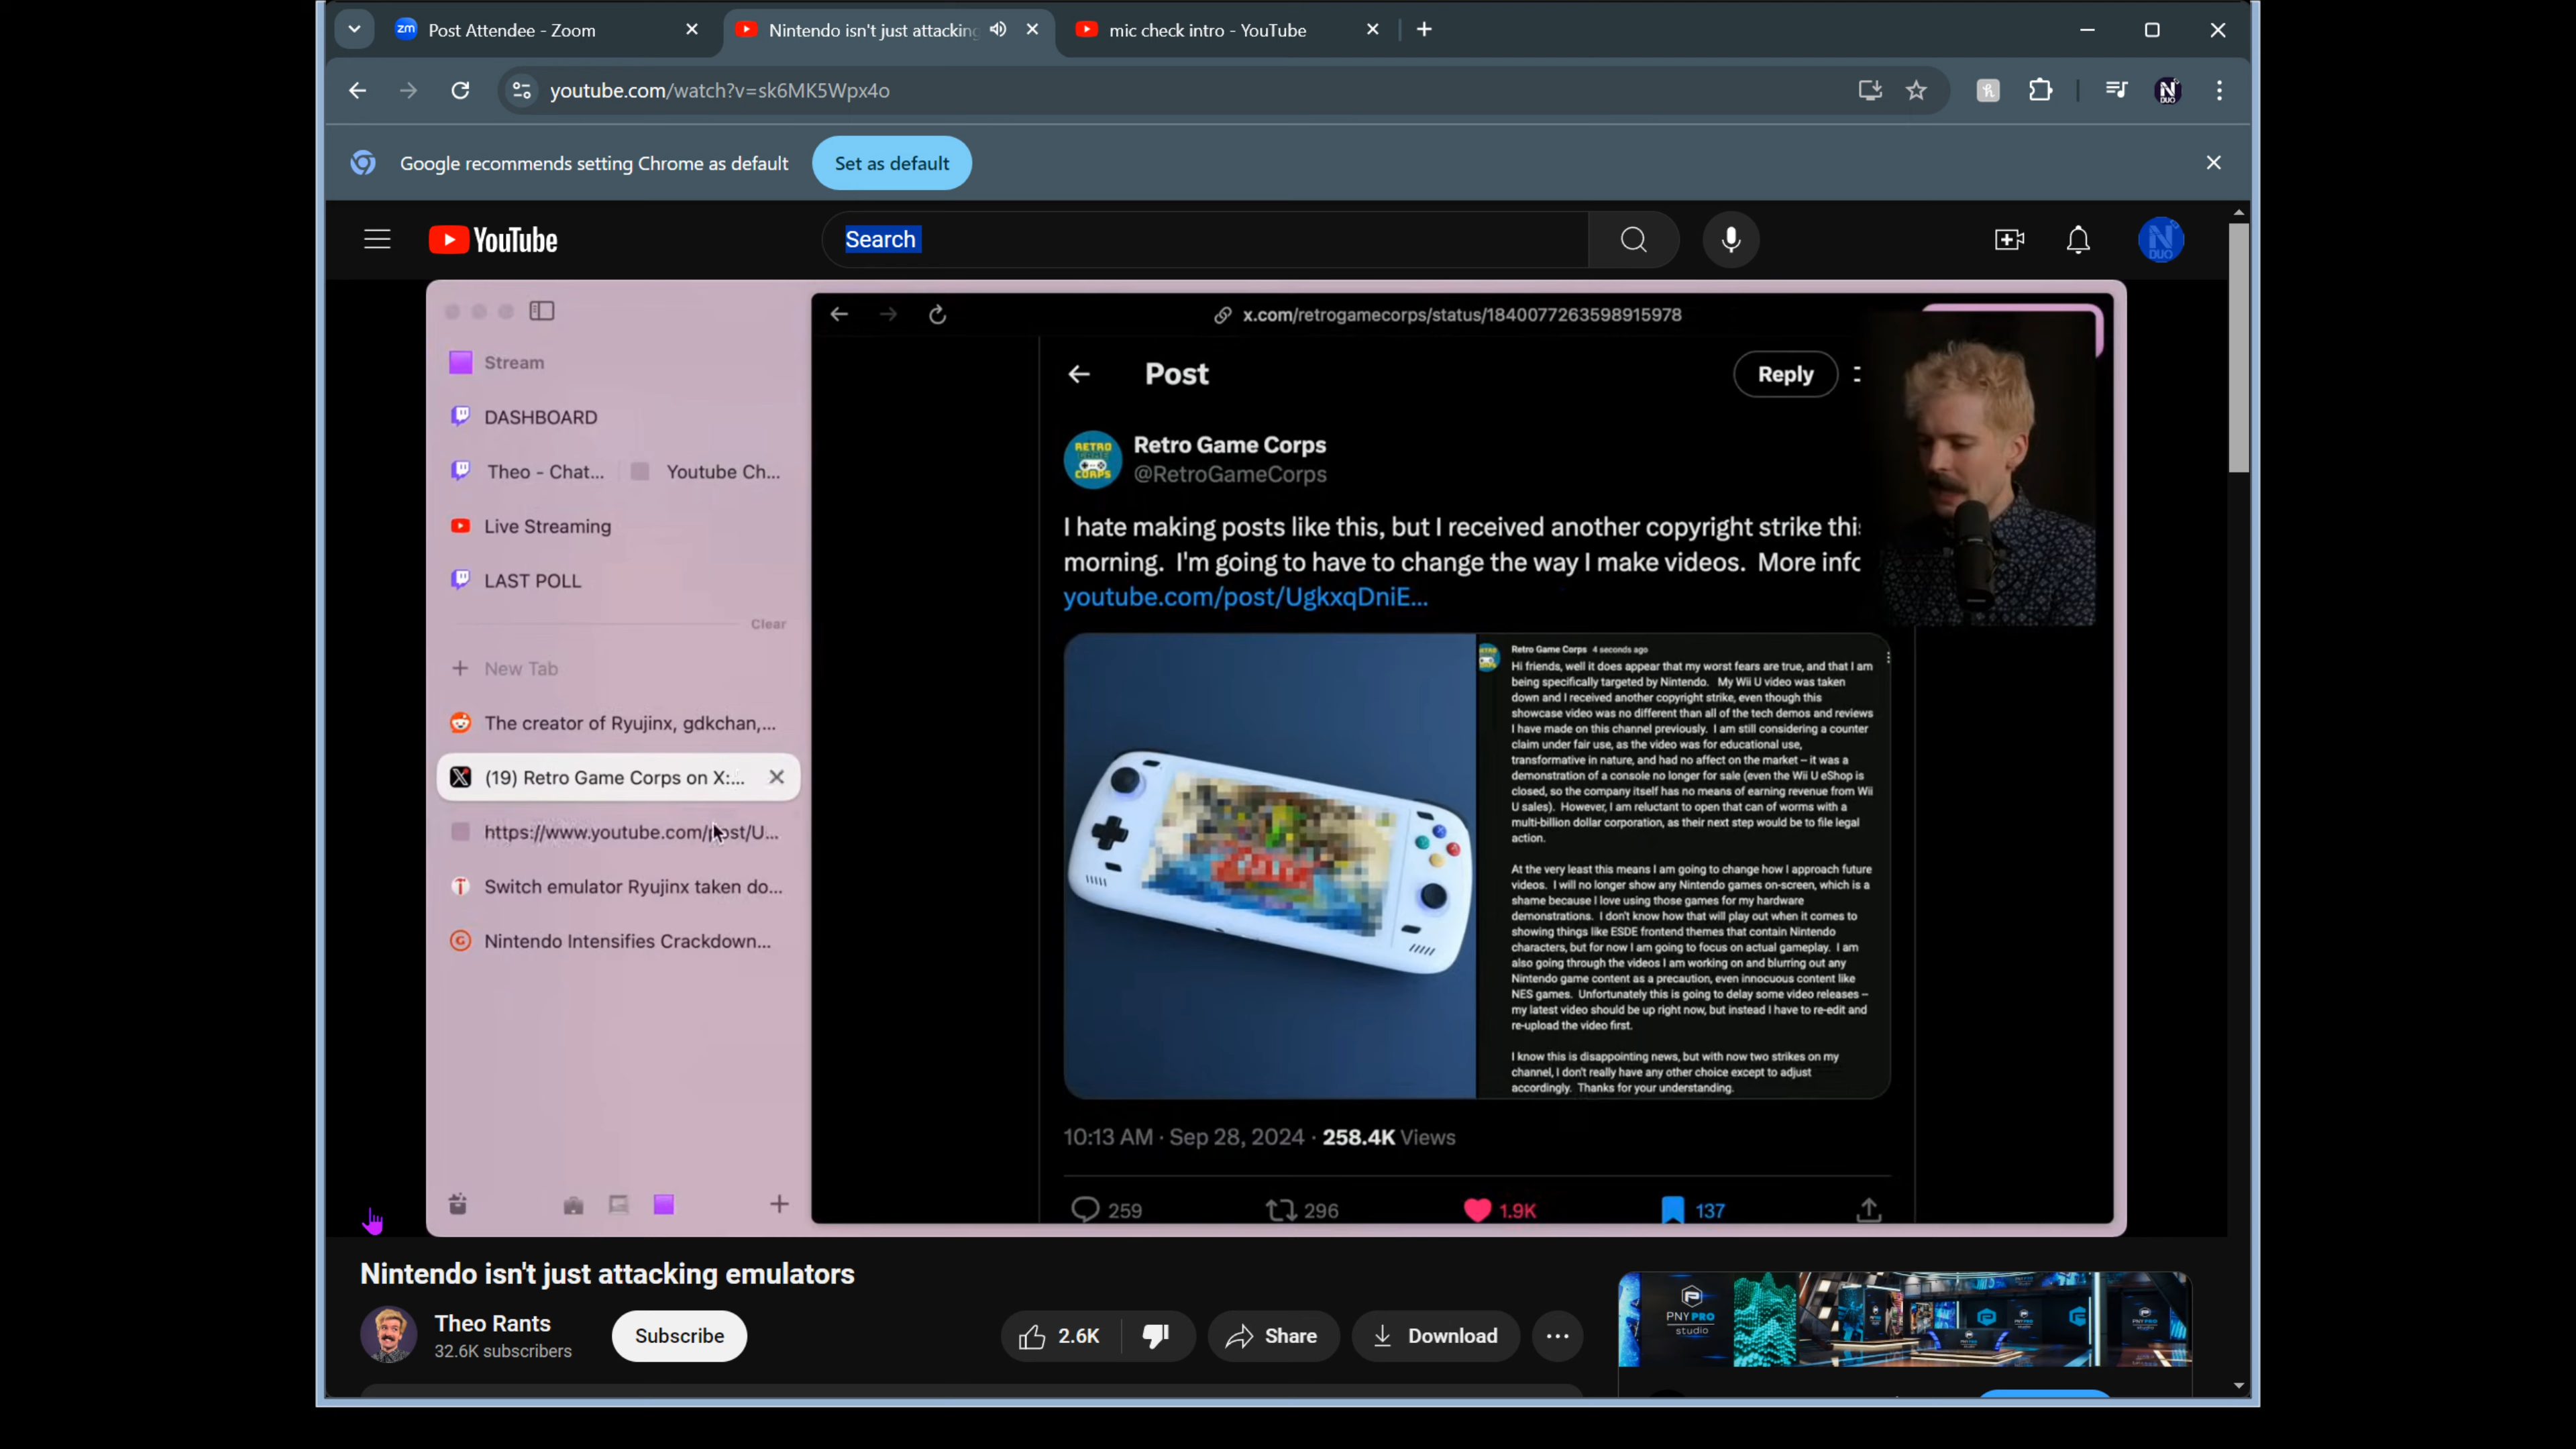 zm Post Attendee - Zoom
Nintendo isn't just attacking
mic check intro - YouTube
youtube.com/watch?v=sk6MK5Wpx4o
Google recommends setting Chrome as default
Set as default
YouTube
Search
N DUO
Stream
DASHBOARD
Theo - Chat...
Youtube Ch...
Live Streaming
LAST POLL
Clear
New Tab
The creator of Ryujinx, gdkchan,...
(19) Retro Game Corps on X:...
https://www.youtube.com/post/U...
Switch emulator Ryujinx taken do...
Nintendo Intensifies Crackdown...
x.com/retrogamecorps/status/1840077263598915978
Post
Reply
RETRO GAME CORPS
Retro Game Corps
@RetroGameCorps
I hate making posts like this, but I received another copyright strike this
morning. I'm going to have to change the way I make videos. More info
youtube.com/post/UgkxqDniE...
Retro Game Corps 4 seconds ago
Hi friends, well it does appear that my worst fears are true, and that I am
being specifically targeted by Nintendo. My Wii U video was taken
down and I received another copyright strike, even though this
showcase video was no different than all of the tech demos and reviews
I have made on this channel previously. I am still considering a counter
claim under fair use, as the video was for educational use,
transformative in nature, and had no affect on the market – it was a
demonstration of a console no longer for sale (even the Wii U eShop is
closed, so the company itself has no means of earning revenue from Wii
U sales). However, I am reluctant to open that can of worms with a
multi-billion dollar corporation, as their next step would be to file legal
action.
At the very least this means I am going to change how I approach future
videos. I will no longer show any Nintendo games on-screen, which is a
shame because I love using those games for my hardware
demonstrations. I don't know how that will play out when it comes to
showing things like ESDE frontend themes that contain Nintendo
characters, but for now I am going to focus on actual gameplay. I am
also going through the videos I am working on and blurring out any
Nintendo game content as a precaution, even innocuous content like
NES games. Unfortunately this is going to delay some video releases –
my latest video should be up right now, but instead I have to re-edit and
re-upload the video first.
I know this is disappointing news, but with now two strikes on my
channel, I don't really have any other choice except to adjust
accordingly. Thanks for your understanding.
10:13 AM · Sep 28, 2024 · 258.4K Views
259
296
1.9K
137
Nintendo isn't just attacking emulators
Theo Rants
32.6K subscribers
Subscribe
2.6K
Share
Download
PNY PRO
studio